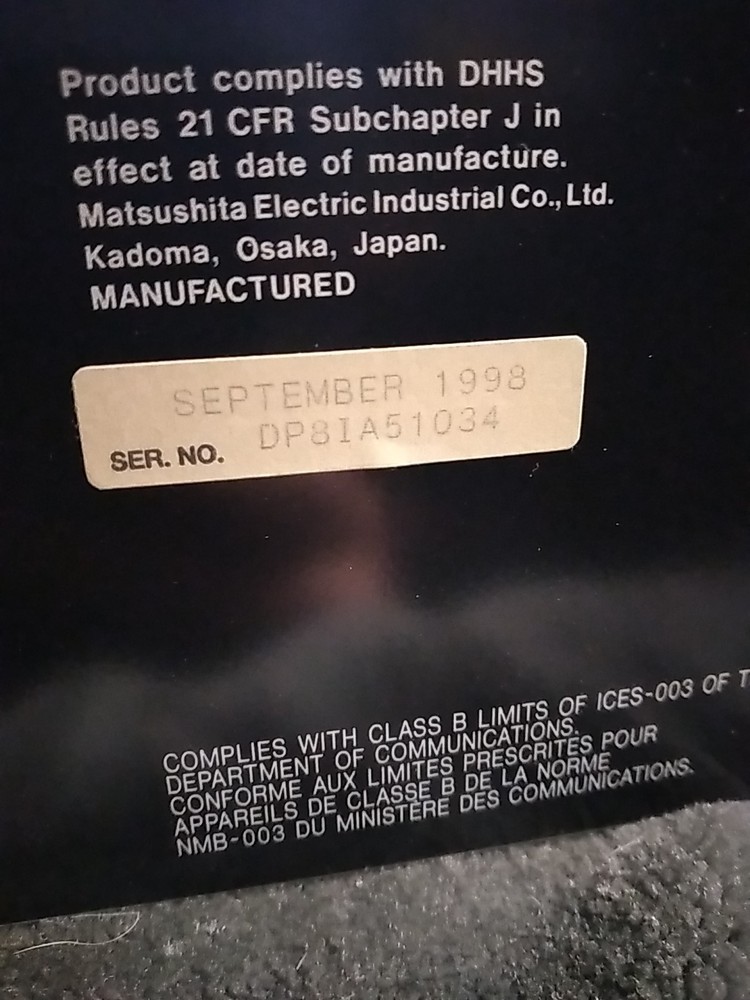 Product complies with DHHS
Rules 21 CFR Subchapter J in
effect at date of manufacture.
Matsushita Electric Industrial Co., Ltd.
Kadoma, Osaka, Japan.
MANUFACTURED
SEPTEMBER 1998
SER. NO. DP8IA51034
COMPLIES WITH CLASS B LIMITS OF ICES-003 OF
DEPARTMENT OF COMMUNICATIONS.
CONFORME AUX LIMITES PRESCRITES POUR
APPAREILS DE CLASSE B DE LA NORME
NMB-003 DU MINISTERE DES COMMUNICATIONS.